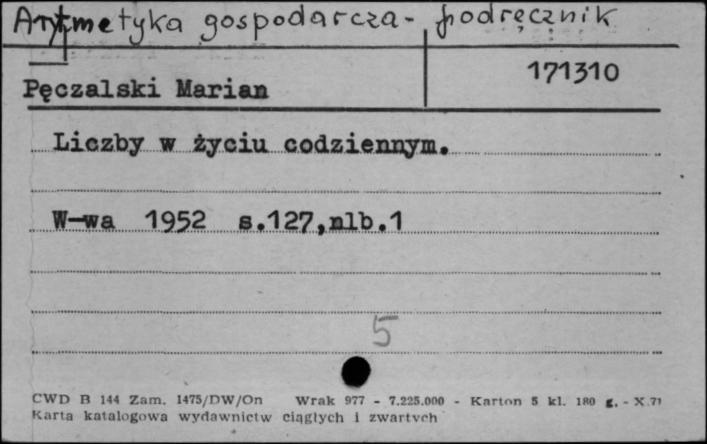 Arytmetyka gospodarcza - podręcznik
171310
Pęczalski Marian
Liczby w życiu codziennym.
W-wa 1952 s.127,nlb.1
5
CWD B 144 Zam. 1475/DW/On Wrak 977 - 7.225.000 - Karton 5 kl. 180 g. - X.71
Karta katalogowa wydawnictw ciągłych i zwartych